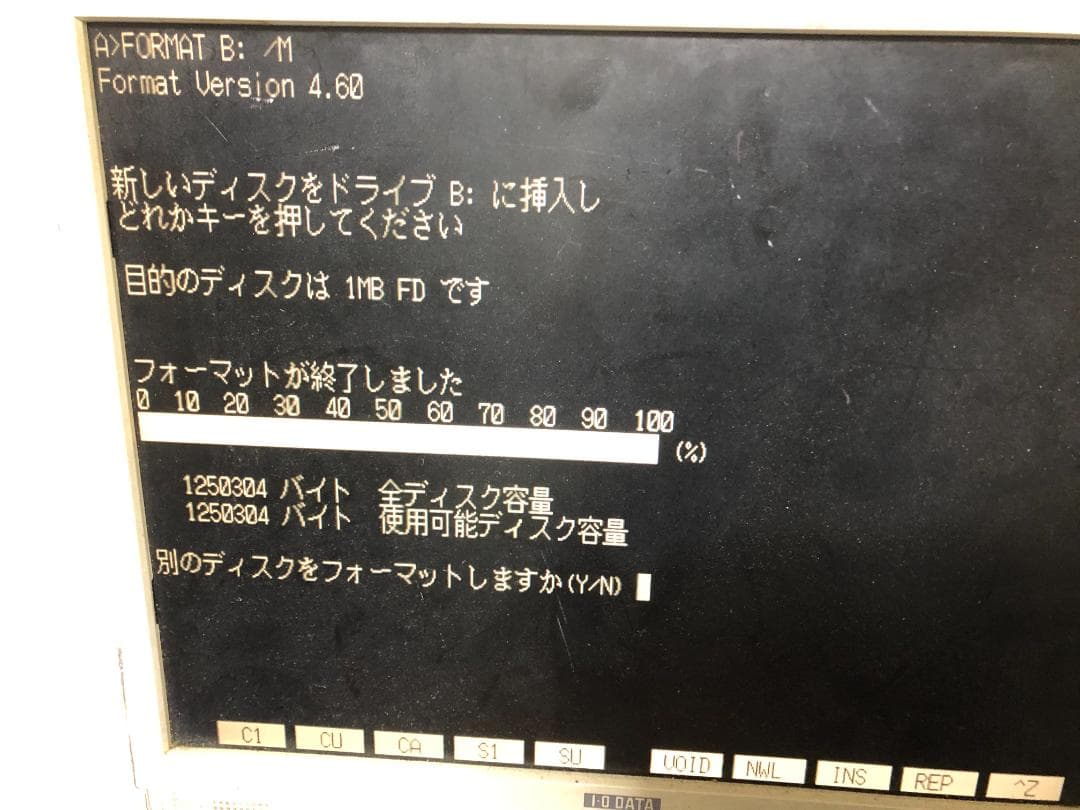 A>FORMAT B: /M
Format Version 4.60
新しいディスクをドライブ B: に挿入し
どれかキーを押してください
目的のディスクは 1MB FD です
フォーマットが終了しました
0 10 20 30 40 50 60 70 80 90 100
(%)
1250304 バイト 全ディスク容量
1250304 バイト 使用可能ディスク容量
別のディスクをフォーマットしますか(Y/N)
C1 CU CA S1 SU VOID NWL INS REP ^Z
I-O DATA